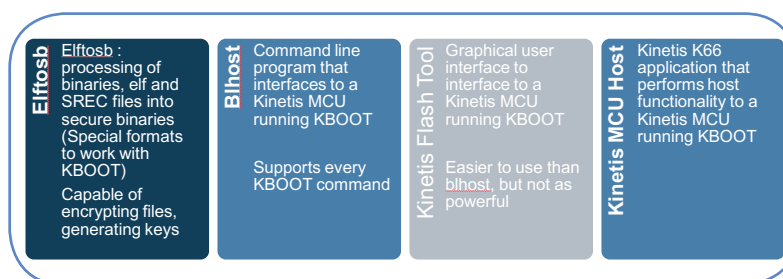 Elftosb
Elftosb :
processing of
binaries, elf and
SREC files into
secure binaries
(Special formats
to work with
KBOOT)
Capable of
encrypting files,
generating keys
Blhost
Command line
program that
interfaces to a
Kinetis MCU
running KBOOT
Supports every
KBOOT command
Kinetis Flash Tool
Graphical user
interface to
interface to a
Kinetis MCU
running KBOOT
Easier to use than
blhost, but not as
powerful
Kinetis MCU Host
Kinetis K66
application that
performs host
functionality to a
Kinetis MCU
running KBOOT